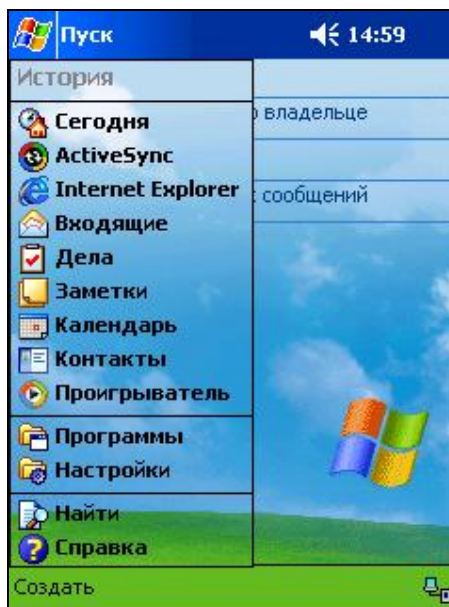 Пуск 14:59
История
Сегодня
владельце
ActiveSync
Internet Explorer
сообщений
Входящие
Дела
Заметки
Календарь
Контакты
Проигрыватель
Программы
Настройки
Найти
Справка
Создать